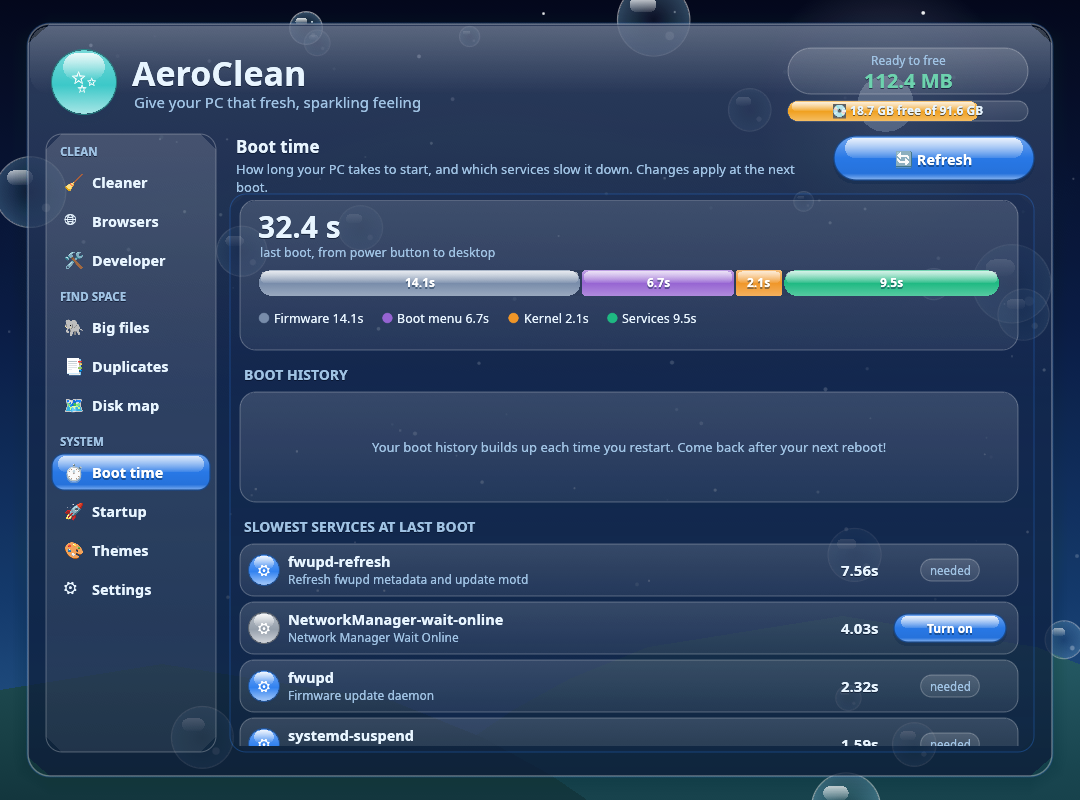 AeroClean
Give your PC that fresh, sparkling feeling
Ready to free
112.4 MB
18.7 GB free of 91.6 GB
CLEAN
Cleaner
Browsers
Developer
FIND SPACE
Big files
Duplicates
Disk map
SYSTEM
Boot time
Startup
Themes
Settings
Boot time
How long your PC takes to start, and which services slow it down. Changes apply at the next
boot.
Refresh
32.4 s
last boot, from power button to desktop
14.1s
6.7s
2.1s
9.5s
Firmware 14.1s
Boot menu 6.7s
Kernel 2.1s
Services 9.5s
BOOT HISTORY
Your boot history builds up each time you restart. Come back after your next reboot!
SLOWEST SERVICES AT LAST BOOT
fwupd-refresh
Refresh fwupd metadata and update motd
7.56s
needed
NetworkManager-wait-online
Network Manager Wait Online
4.03s
Turn on
fwupd
Firmware update daemon
2.32s
needed
systemd-suspend
1.59s
needed